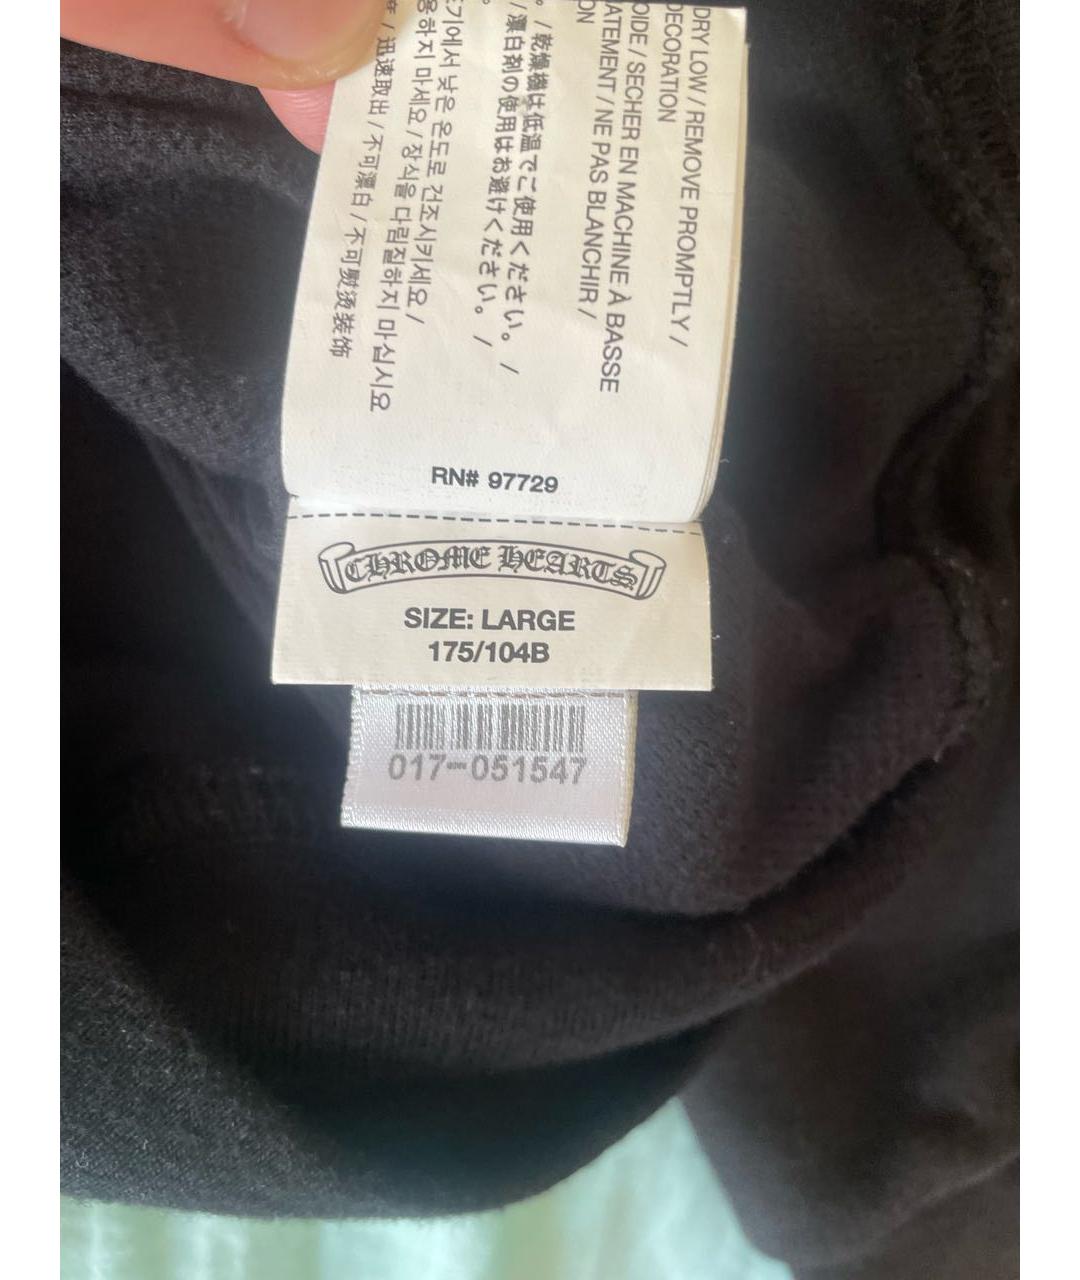 DRY LOW / REMOVE PROMPTLY /
DECORATION
OIDE / SECHER EN MACHINE À BASSE
ATEMENT / NE PAS BLANCHIR /
ON
。/ 乾燥機は低温でご使用ください。 /
/ 漂白剤の使用はお避けください。 /
。
기에서 낮은 온도로 건조시키세요 /
용하지 마세요 / 장식을 다림질하지 마십시요
/ 迅速取出 / 不可漂白 / 不可熨烫装饰
RN# 97729
CHROME HEARTS
SIZE: LARGE
175/104B
017-051547